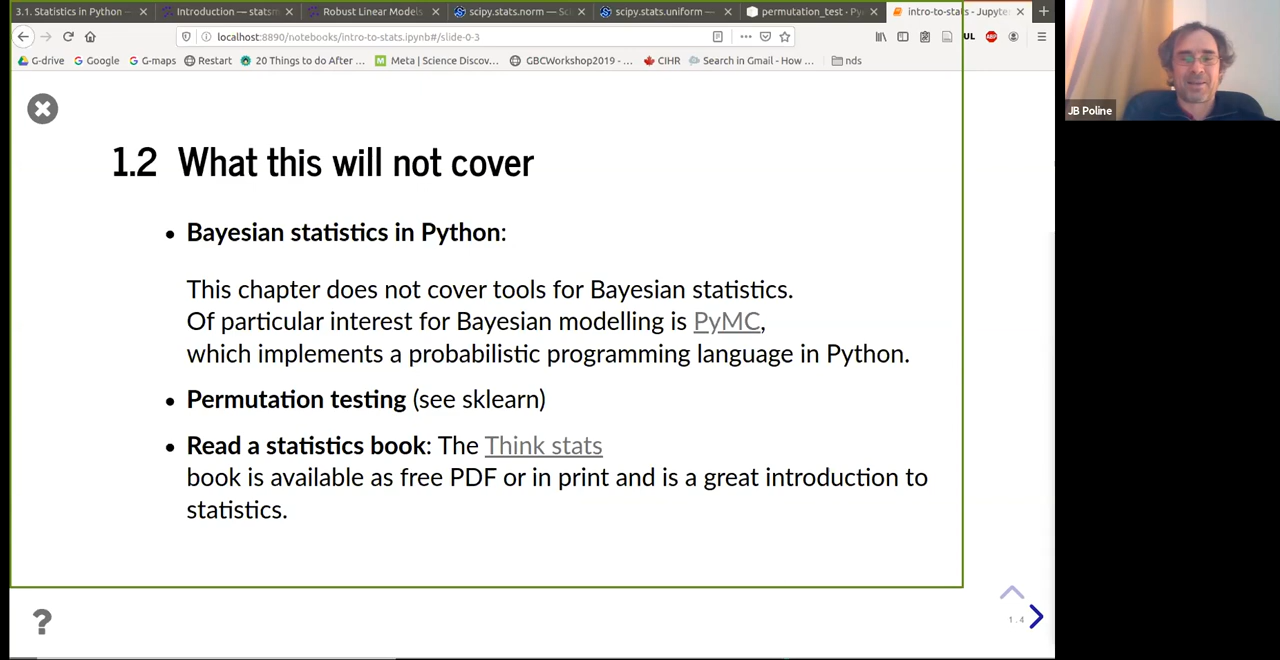 3.1. Statistics in Python — Introduction — statsm Robust Linear Models scipy.stats.norm — Sc scipy.stats.uniform — permutation_test - Py intro-to-stats - Jupyte
localhost:8890/notebooks/intro-to-stats.ipynb#/slide-0-3 UL ABP
G-drive Google G-maps Restart 20 Things to do After ... Meta | Science Discov... GBCWorkshop2019 - ... CIHR Search in Gmail - How ... nds
JB Poline
1.2 What this will not cover
• Bayesian statistics in Python:
This chapter does not cover tools for Bayesian statistics.
Of particular interest for Bayesian modelling is PyMC,
which implements a probabilistic programming language in Python.
• Permutation testing (see sklearn)
• Read a statistics book: The Think stats
book is available as free PDF or in print and is a great introduction to
statistics.
?
1.4